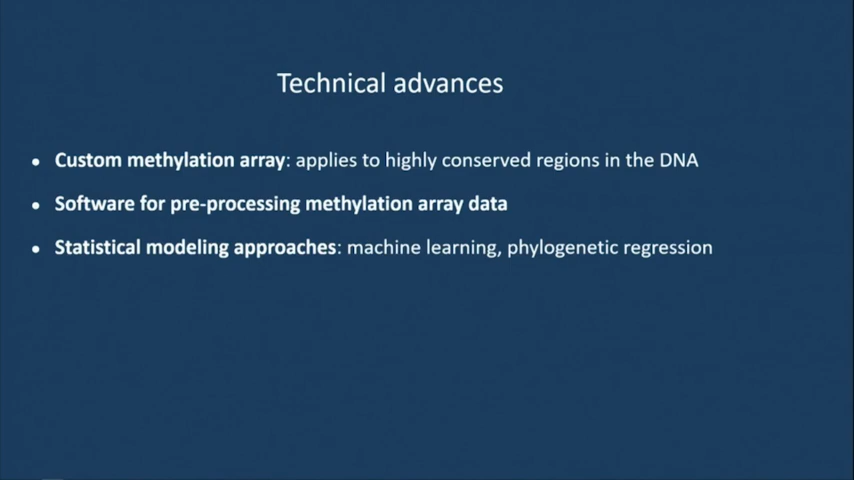 Technical advances
• Custom methylation array: applies to highly conserved regions in the DNA
• Software for pre-processing methylation array data
• Statistical modeling approaches: machine learning, phylogenetic regression